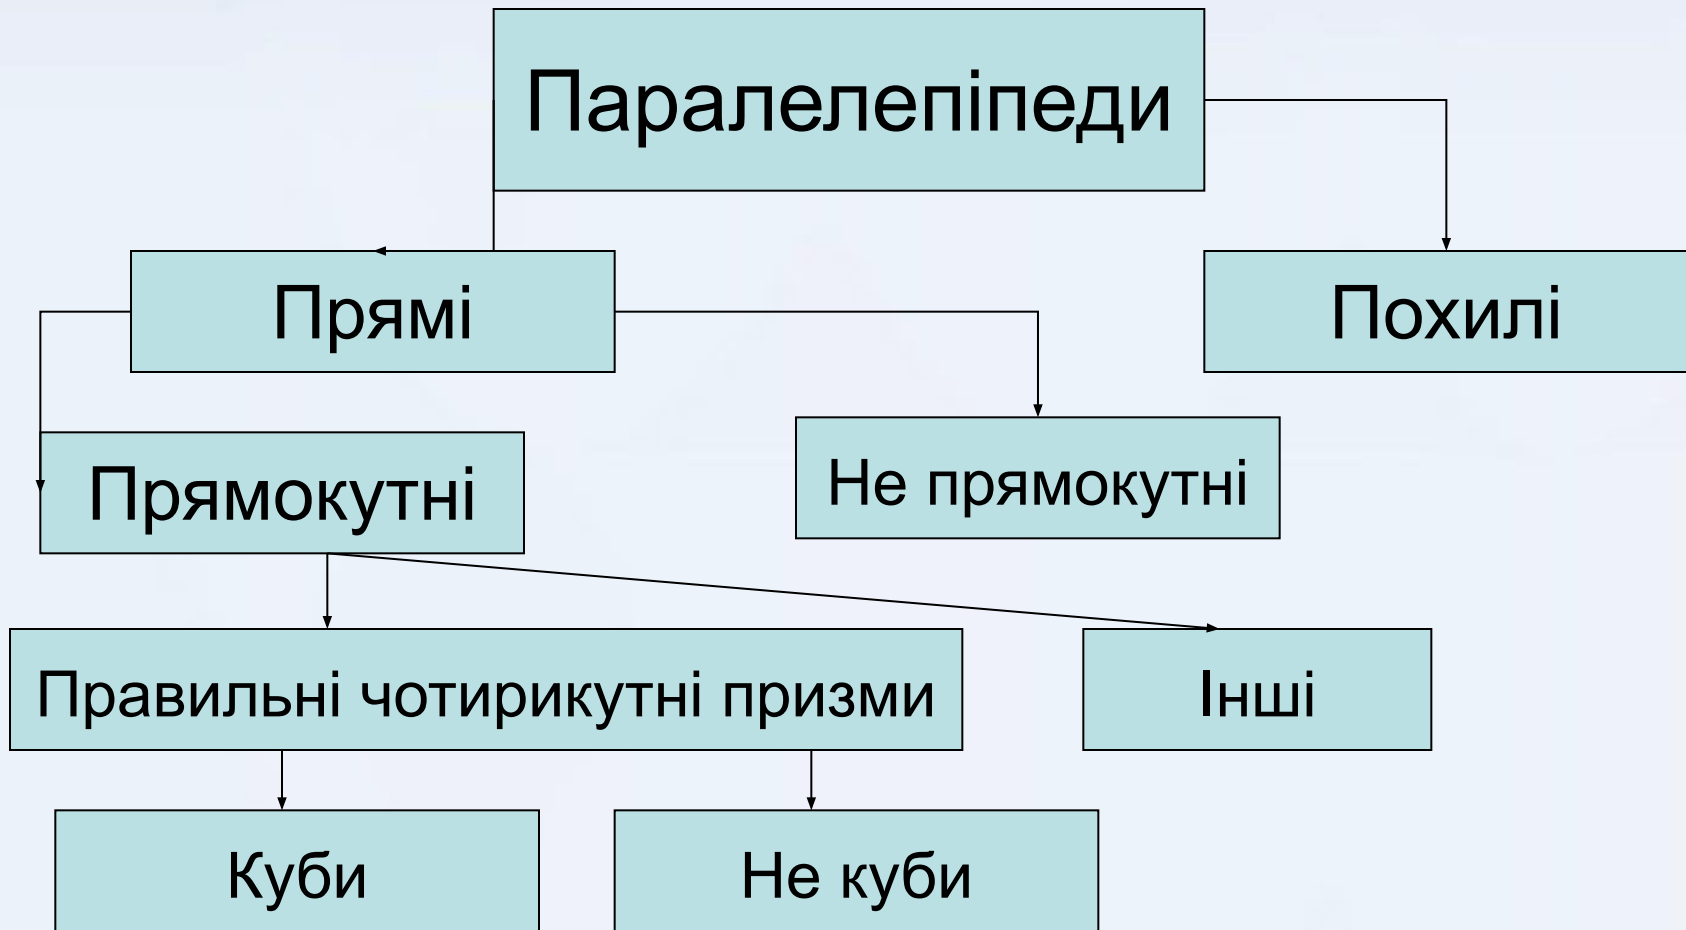 Паралелепіпеди
Прямі
Похилі
Прямокутні
Не прямокутні
Правильні чотирикутні призми
Інші
Куби
Не куби